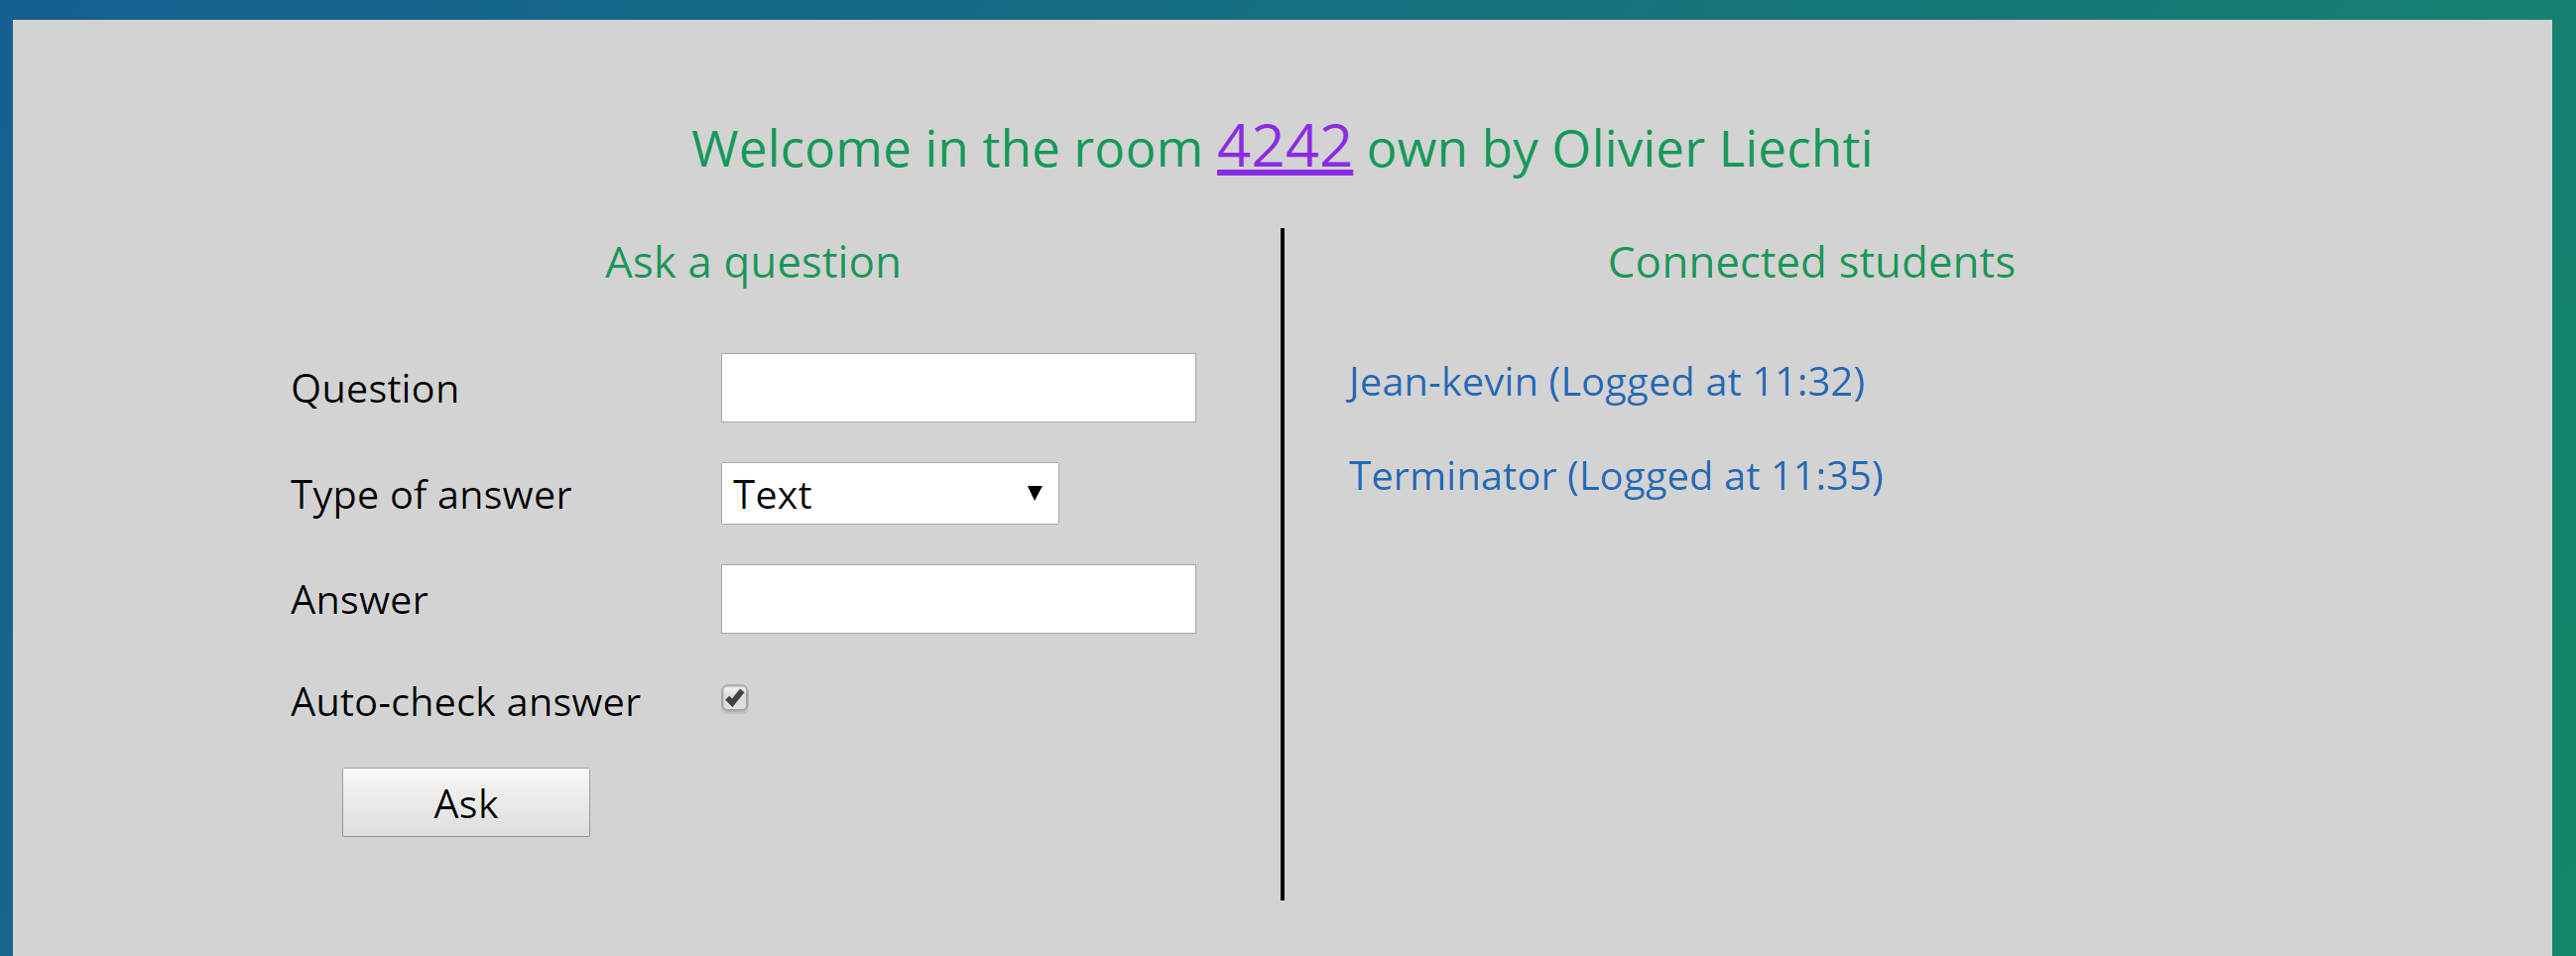 Welcome in the room 4242 own by Olivier Liechti
Ask a question
Question
Type of answer
Text
Answer
Auto-check answer
Ask
Connected students
Jean-kevin (Logged at 11:32)
Terminator (Logged at 11:35)